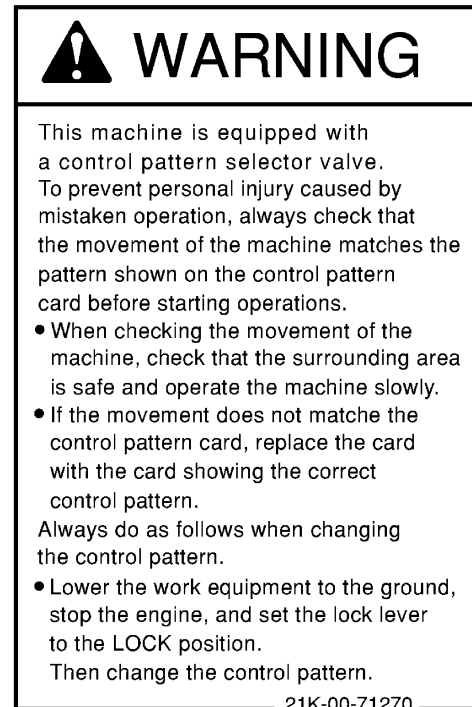 WARNING
This machine is equipped with
a control pattern selector valve.
To prevent personal injury caused by
mistaken operation, always check that
the movement of the machine matches the
pattern shown on the control pattern
card before starting operations.
• When checking the movement of the
machine, check that the surrounding area
is safe and operate the machine slowly.
• If the movement does not matche the
control pattern card, replace the card
with the card showing the correct
control pattern.
Always do as follows when changing
the control pattern.
• Lower the work equipment to the ground,
stop the engine, and set the lock lever
to the LOCK position.
Then change the control pattern.
21K-00-71270